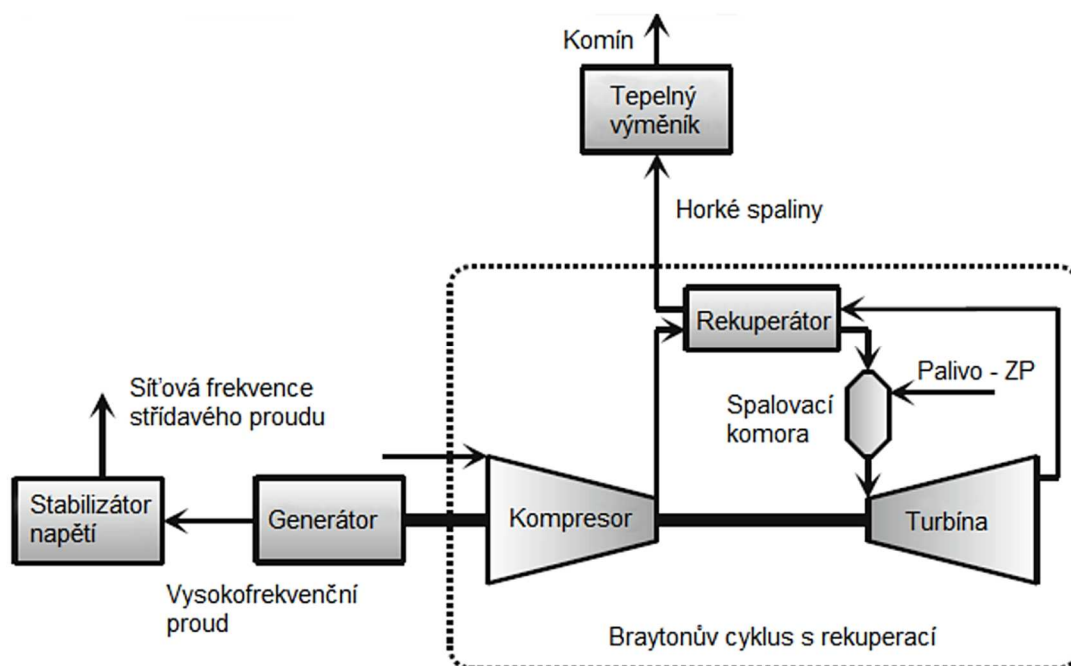 Komín
Tepelný
výměník
Horké spaliny
Rekuperátor
Palivo - ZP
Spalovací
komora
Síťová frekvence
střídavého proudu
Stabilizátor
napětí
Generátor
Kompresor
Turbína
Vysokofrekvenční
proud
Braytonův cyklus s rekuperací